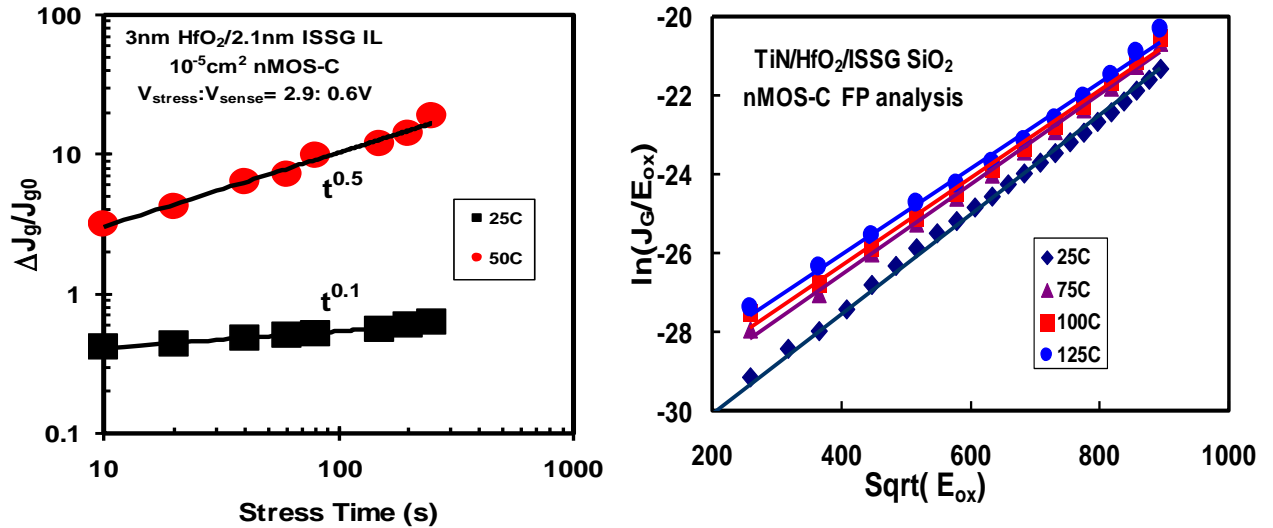 100
10
1
0.1
ΔJg/Jg0
3nm HfO2/2.1nm ISSG IL
10-5cm2 nMOS-C
Vstress:Vsense= 2.9: 0.6V
t0.5
t0.1
25C
50C
10
100
1000
Stress Time (s)
-20
-22
-24
-26
-28
-30
ln(JG/Eox)
TiN/HfO2/ISSG SiO2
nMOS-C FP analysis
25C
75C
100C
125C
200
400
600
800
1000
Sqrt( Eox)